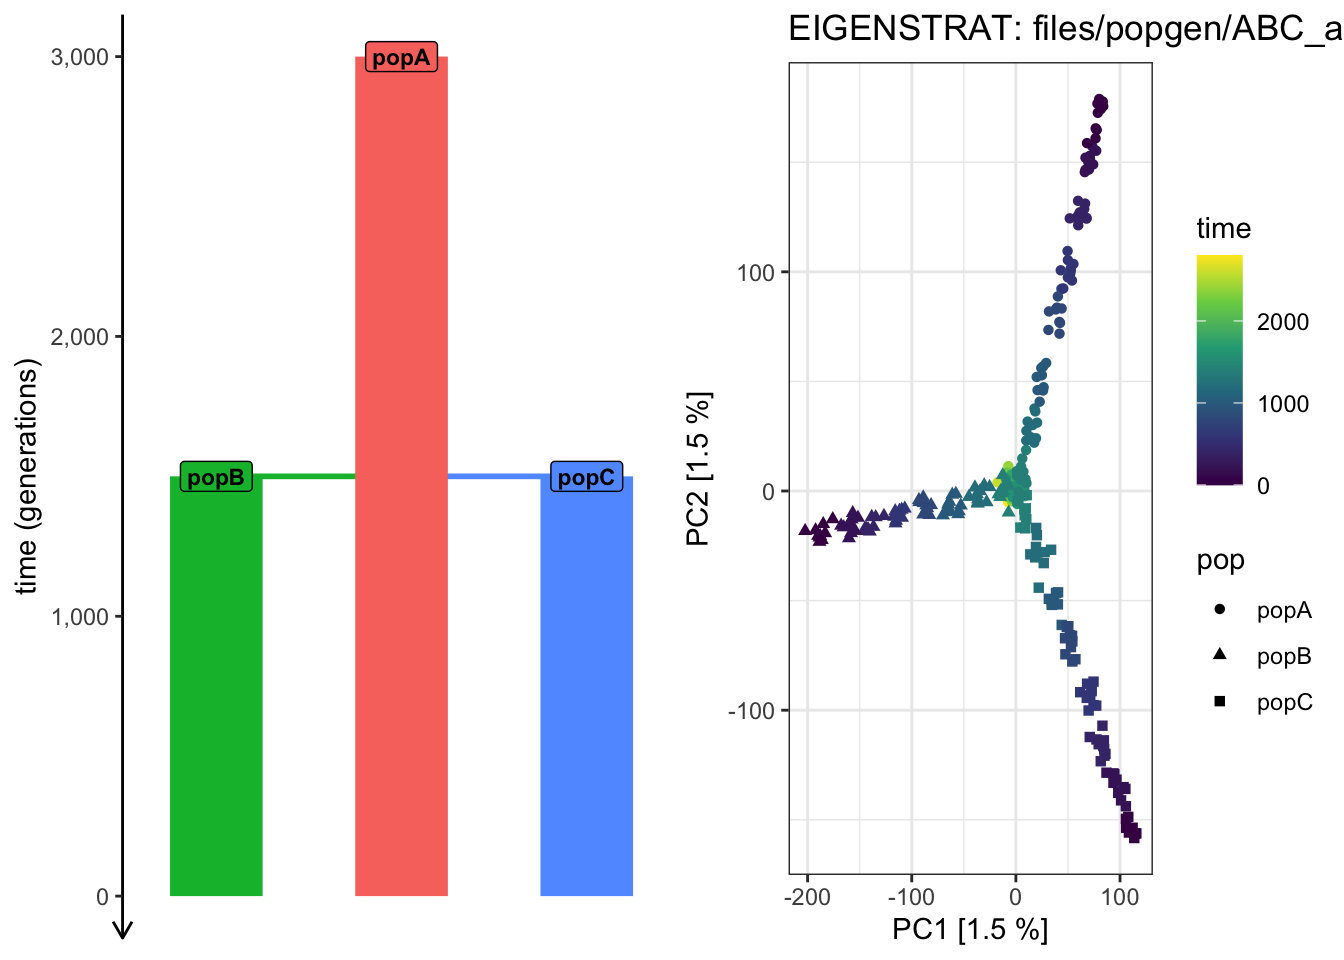 time (generations)
3,000
2,000
1,000
0
popA
popB
popC
EIGENSTRAT: files/popgen/ABC_a
PC2 [1.5 %]
100
0
-100
-200
-100
0
100
PC1 [1.5 %]
time
2000
1000
0
pop
popA
popB
popC